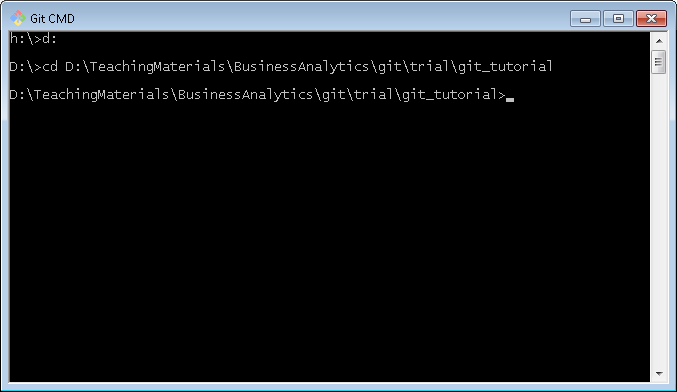 Git CMD
h:\>d:
D:\>cd D:\TeachingMaterials\BusinessAnalytics\git\trial\git_tutorial
D:\TeachingMaterials\BusinessAnalytics\git\trial\git_tutorial>